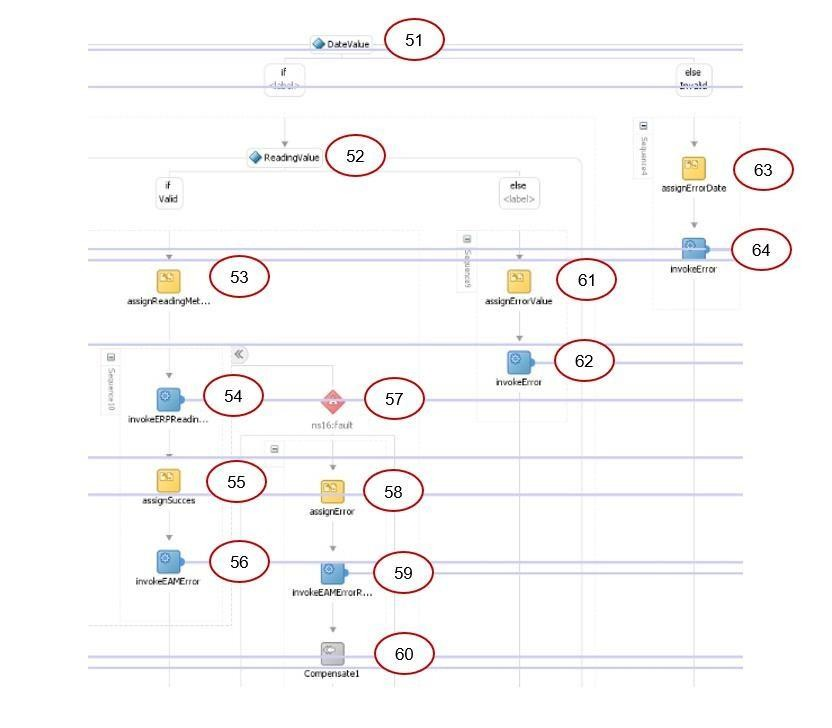 DateValue
51
if
<label>
else
Invalid
ReadingValue
52
Sequence4
assignErrorDate
63
if
Valid
else
<label>
invokeError
64
Sequence9
assignReadingMet...
53
assignErrorValue
61
invokeError
62
Sequence10
invokeERPReadin...
54
ns16:fault
57
assignSucces
55
assignError
58
invokeEAMError
56
invokeEAMErrorR...
59
Compensate1
60